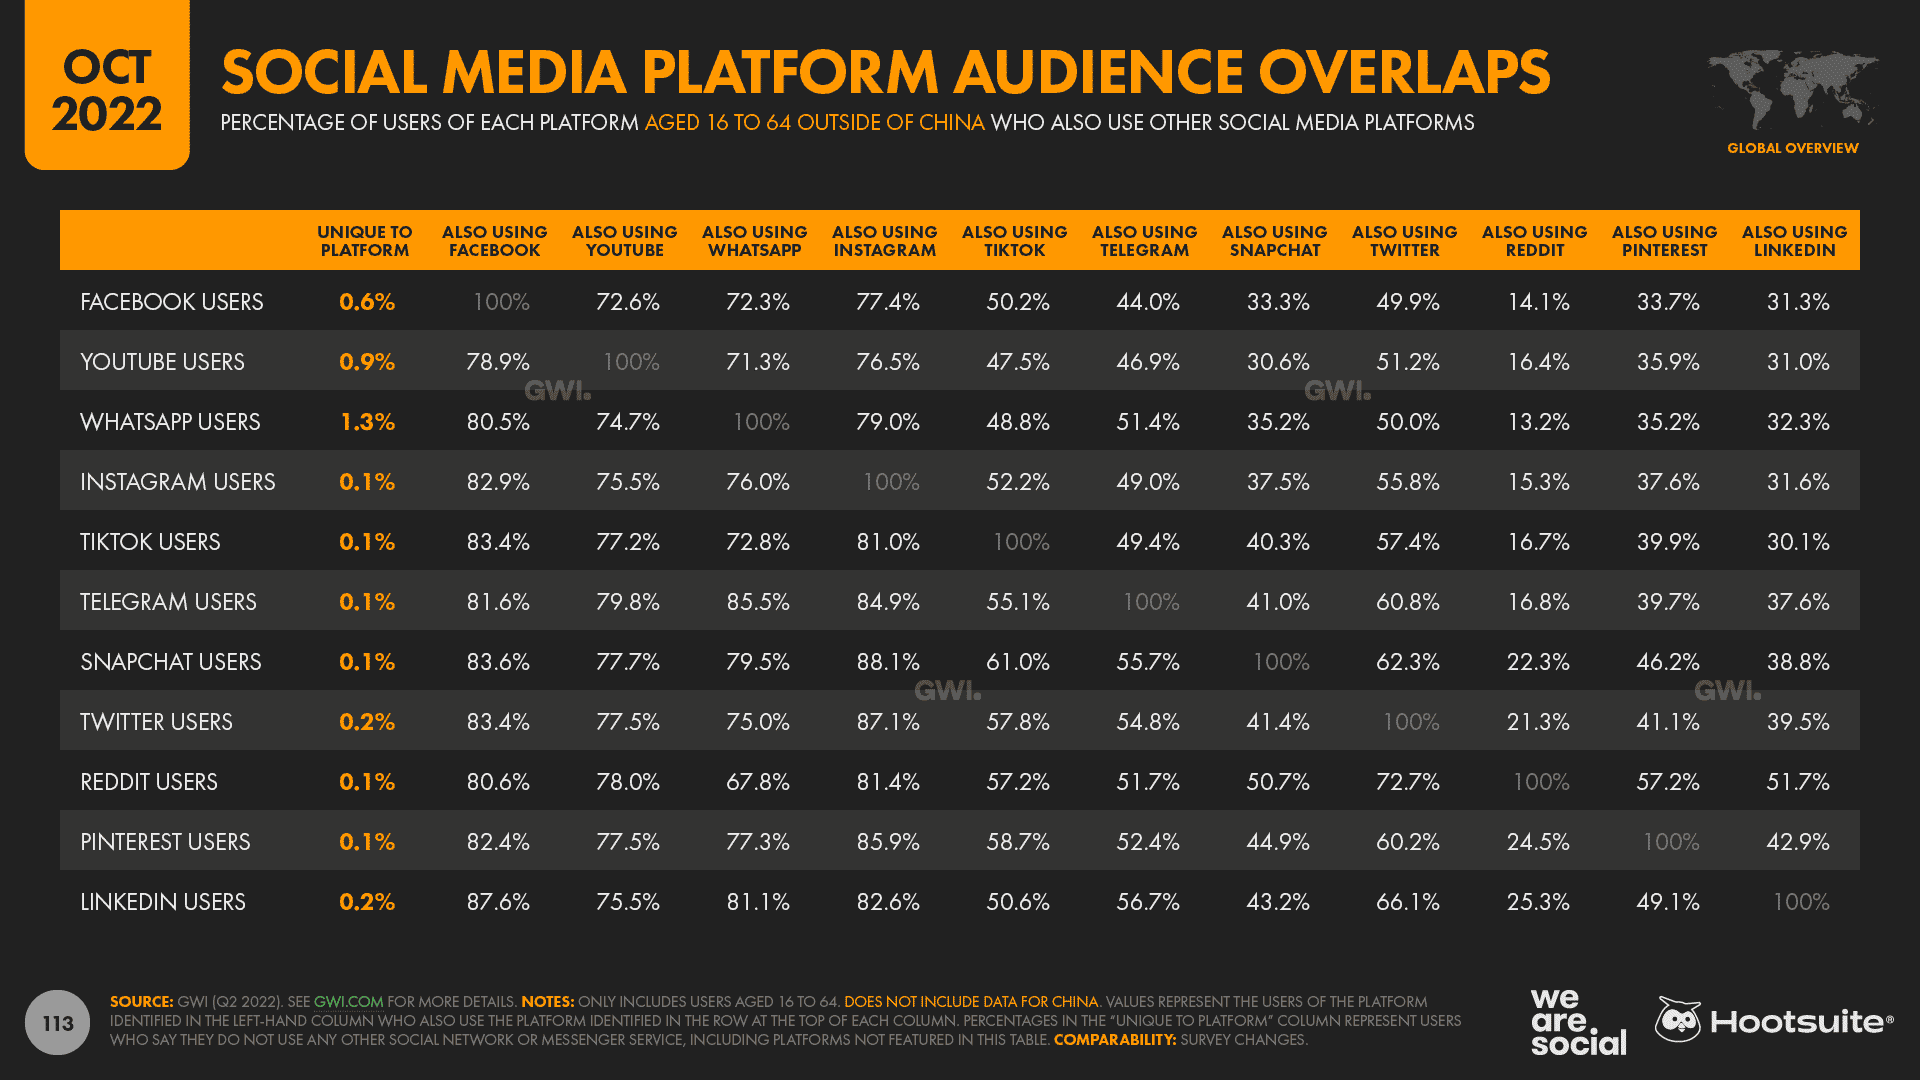 OCT
2022
SOCIAL MEDIA PLATFORM AUDIENCE OVERLAPS
PERCENTAGE OF USERS OF EACH PLATFORM AGED 16 TO 64 OUTSIDE OF CHINA WHO ALSO USE OTHER SOCIAL MEDIA PLATFORMS
GLOBAL OVERVIEW
UNIQUE TO PLATFORM ALSO USING FACEBOOK ALSO USING YOUTUBE ALSO USING WHATSAPP ALSO USING INSTAGRAM ALSO USING TIKTOK ALSO USING TELEGRAM ALSO USING SNAPCHAT ALSO USING TWITTER ALSO USING REDDIT ALSO USING PINTEREST ALSO USING LINKEDIN
FACEBOOK USERS 0.6% 100% 72.6% 72.3% 77.4% 50.2% 44.0% 33.3% 49.9% 14.1% 33.7% 31.3%
YOUTUBE USERS 0.9% 78.9% 100% 71.3% 76.5% 47.5% 46.9% 30.6% 51.2% 16.4% 35.9% 31.0%
GWI. GWI.
WHATSAPP USERS 1.3% 80.5% 74.7% 100% 79.0% 48.8% 51.4% 35.2% 50.0% 13.2% 35.2% 32.3%
INSTAGRAM USERS 0.1% 82.9% 75.5% 76.0% 100% 52.2% 49.0% 37.5% 55.8% 15.3% 37.6% 31.6%
TIKTOK USERS 0.1% 83.4% 77.2% 72.8% 81.0% 100% 49.4% 40.3% 57.4% 16.7% 39.9% 30.1%
TELEGRAM USERS 0.1% 81.6% 79.8% 85.5% 84.9% 55.1% 100% 41.0% 60.8% 16.8% 39.7% 37.6%
SNAPCHAT USERS 0.1% 83.6% 77.7% 79.5% 88.1% 61.0% 55.7% 100% 62.3% 22.3% 46.2% 38.8%
GWI. GWI.
TWITTER USERS 0.2% 83.4% 77.5% 75.0% 87.1% 57.8% 54.8% 41.4% 100% 21.3% 41.1% 39.5%
REDDIT USERS 0.1% 80.6% 78.0% 67.8% 81.4% 57.2% 51.7% 50.7% 72.7% 100% 57.2% 51.7%
PINTEREST USERS 0.1% 82.4% 77.5% 77.3% 85.9% 58.7% 52.4% 44.9% 60.2% 24.5% 100% 42.9%
LINKEDIN USERS 0.2% 87.6% 75.5% 81.1% 82.6% 50.6% 56.7% 43.2% 66.1% 25.3% 49.1% 100%
113
SOURCE: GWI (Q2 2022). SEE GWI.COM FOR MORE DETAILS. NOTES: ONLY INCLUDES USERS AGED 16 TO 64. DOES NOT INCLUDE DATA FOR CHINA. VALUES REPRESENT THE USERS OF THE PLATFORM
IDENTIFIED IN THE LEFT-HAND COLUMN WHO ALSO USE THE PLATFORM IDENTIFIED IN THE ROW AT THE TOP OF EACH COLUMN. PERCENTAGES IN THE “UNIQUE TO PLATFORM” COLUMN REPRESENT USERS
WHO SAY THEY DO NOT USE ANY OTHER SOCIAL NETWORK OR MESSENGER SERVICE, INCLUDING PLATFORMS NOT FEATURED IN THIS TABLE. COMPARABILITY: SURVEY CHANGES.
we
are
social
Hootsuite®